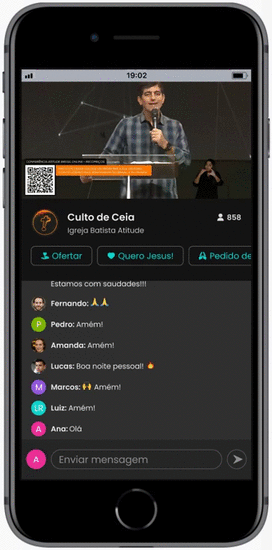 19:02
Culto de Ceia
858
Igreja Batista Atitude
Ofertar
Quero Jesus!
Pedido de
Estamos com saudades!!!
Fernando: 🙏🙏
P Pedro: Amém!
Amanda: Amém!
Lucas: Boa noite pessoal! 🔥
M Marcos: 🙌 Amém!
LR Luiz: Amém!
A Ana: Olá
A Enviar mensagem